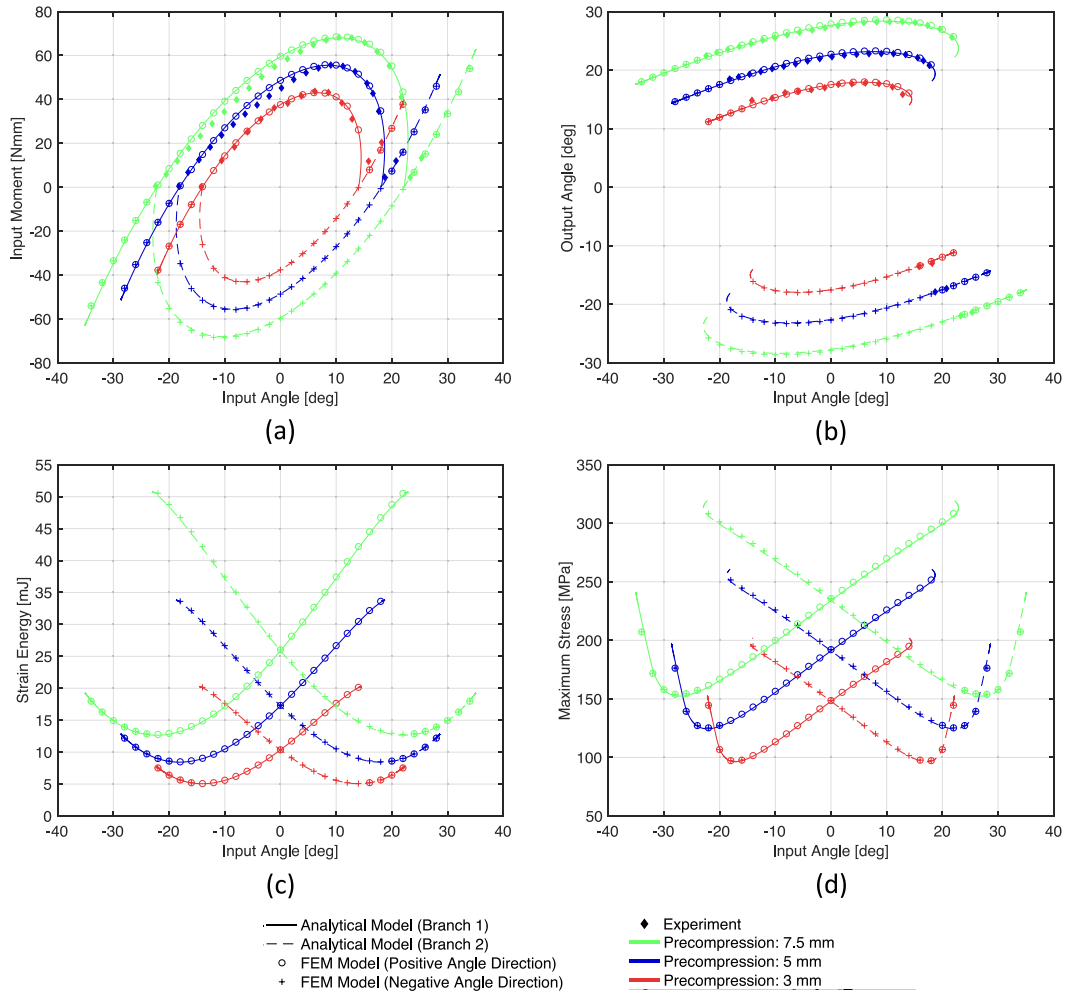 80
60
40
20
0
-20
-40
-60
-80
Input Moment [Nmm]
-40 -30 -20 -10 0 10 20 30 40
Input Angle [deg]
(a)
30
20
10
0
-10
-20
-30
Output Angle [deg]
-40 -30 -20 -10 0 10 20 30 40
Input Angle [deg]
(b)
55
50
45
40
35
30
25
20
15
10
5
0
Strain Energy [mJ]
-40 -30 -20 -10 0 10 20 30 40
Input Angle [deg]
(c)
350
300
250
200
150
100
50
Maximum Stress [MPa]
-40 -30 -20 -10 0 10 20 30 40
Input Angle [deg]
(d)
Analytical Model (Branch 1)
Analytical Model (Branch 2)
FEM Model (Positive Angle Direction)
FEM Model (Negative Angle Direction)
Experiment
Precompression: 7.5 mm
Precompression: 5 mm
Precompression: 3 mm